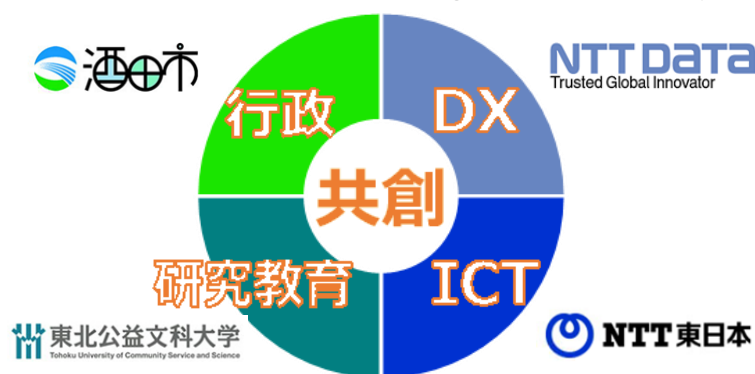 酒田市
NTT DATA
Trusted Global Innovator
行政
DX
共創
研究教育
ICT
東北公益文科大学
Tohoku University of Community Service and Science
NTT東日本